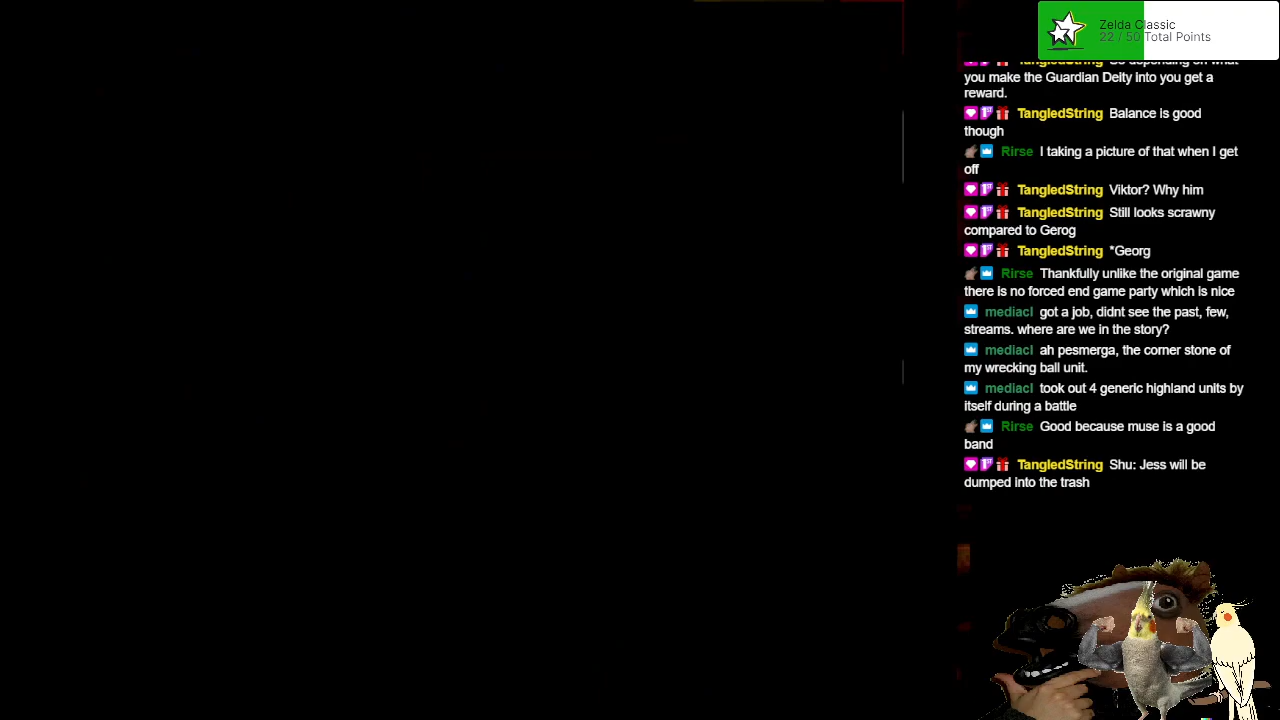 Zelda Classic
22 / 50 Total Points
TangledString So depending on what
you make the Guardian Deity into you get a
reward.
TangledString Balance is good
though
Rirse I taking a picture of that when I get
off
TangledString Viktor? Why him
TangledString Still looks scrawny
compared to Gerog
TangledString *Georg
Rirse Thankfully unlike the original game
there is no forced end game party which is nice
mediacl got a job, didnt see the past, few,
streams. where are we in the story?
mediacl ah pesmerga, the corner stone of
my wrecking ball unit.
mediacl took out 4 generic highland units by
itself during a battle
Rirse Good because muse is a good
band
TangledString Shu: Jess will be
dumped into the trash